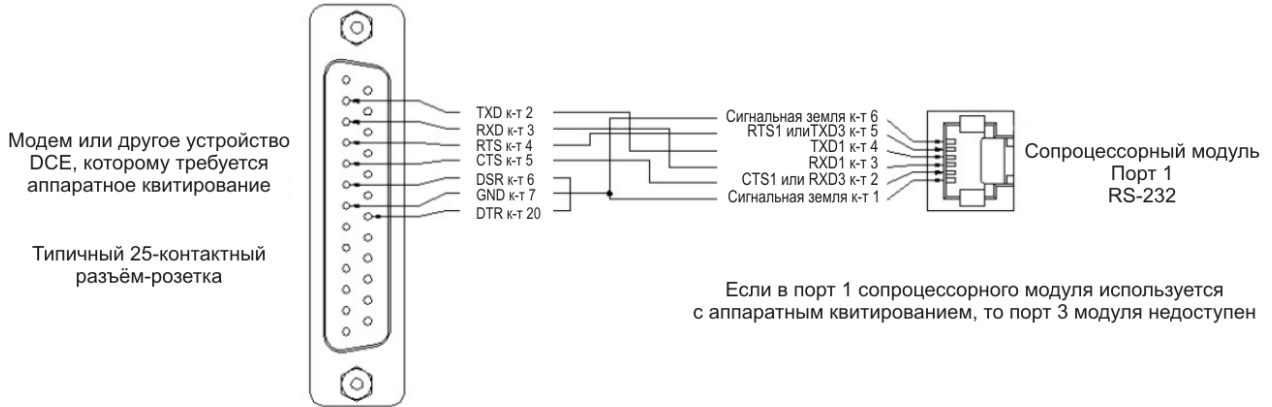 Модем или другое устройство
DCE, которому требуется
аппаратное квитирование
Типичный 25-контактный
разъём-розетка
TXD к-т 2
RXD к-т 3
RTS к-т 4
CTS к-т 5
DSR к-т 6
GND к-т 7
DTR к-т 20
Сигнальная земля к-т 6
RTS1 илиTXD3 к-т 5
TXD1 к-т 4
RXD1 к-т 3
CTS1 или RXD3 к-т 2
Сигнальная земля к-т 1
Сопроцессорный модуль
Порт 1
RS-232
Если в порт 1 сопроцессорного модуля используется
с аппаратным квитированием, то порт 3 модуля недоступен